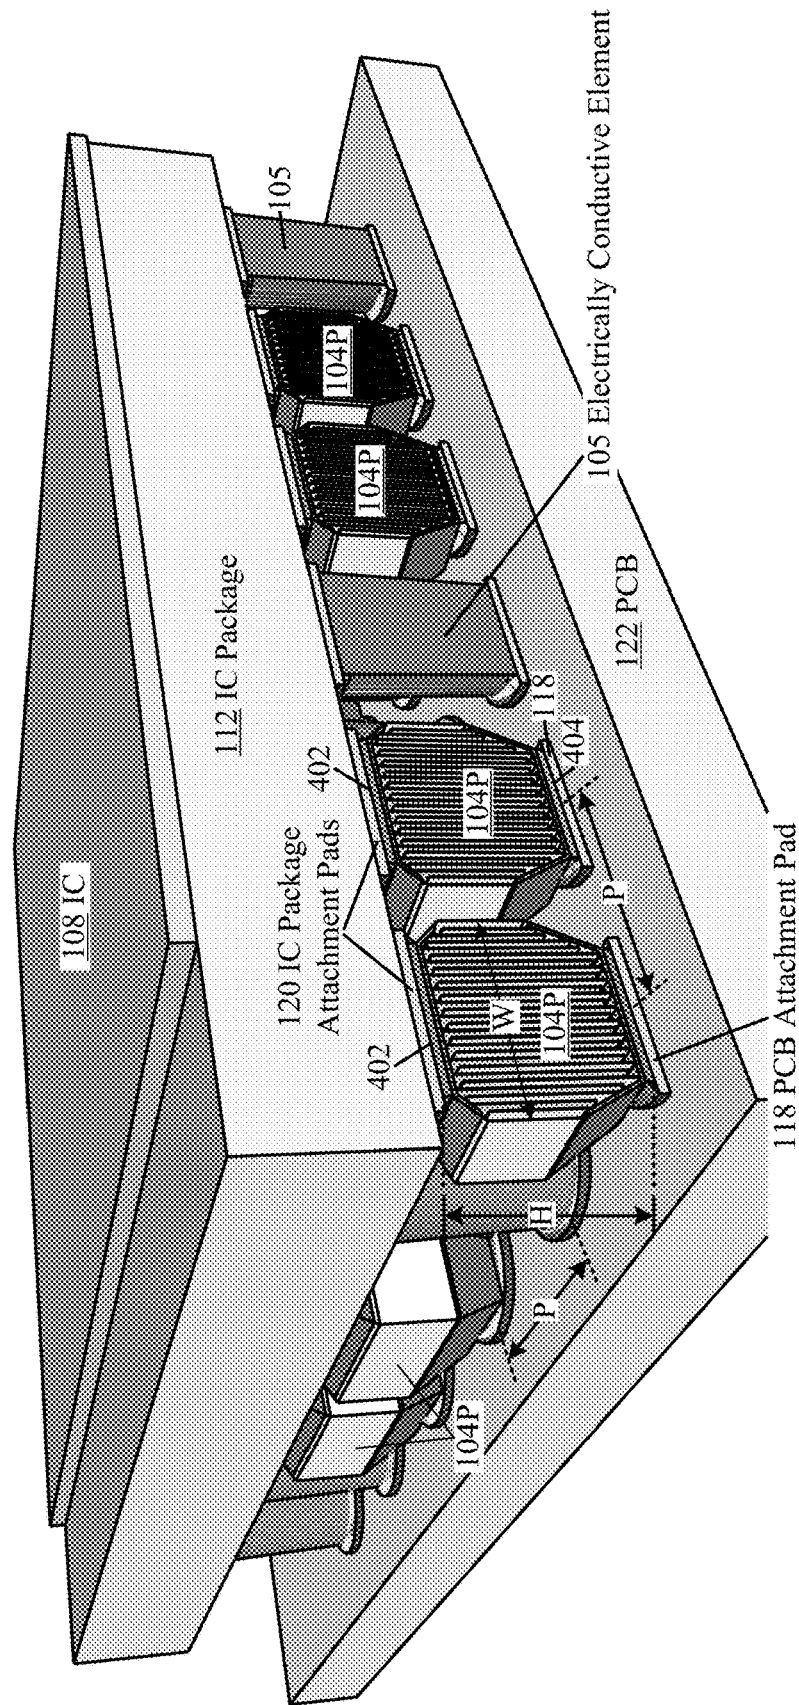 108 IC
112 IC Package
120 IC Package
Attachment Pads
402
402
105
104P
104P
104P
104P
W
104P
118
404
P
H
P
105 Electrically Conductive Element
122 PCB
118 PCB Attachment Pad